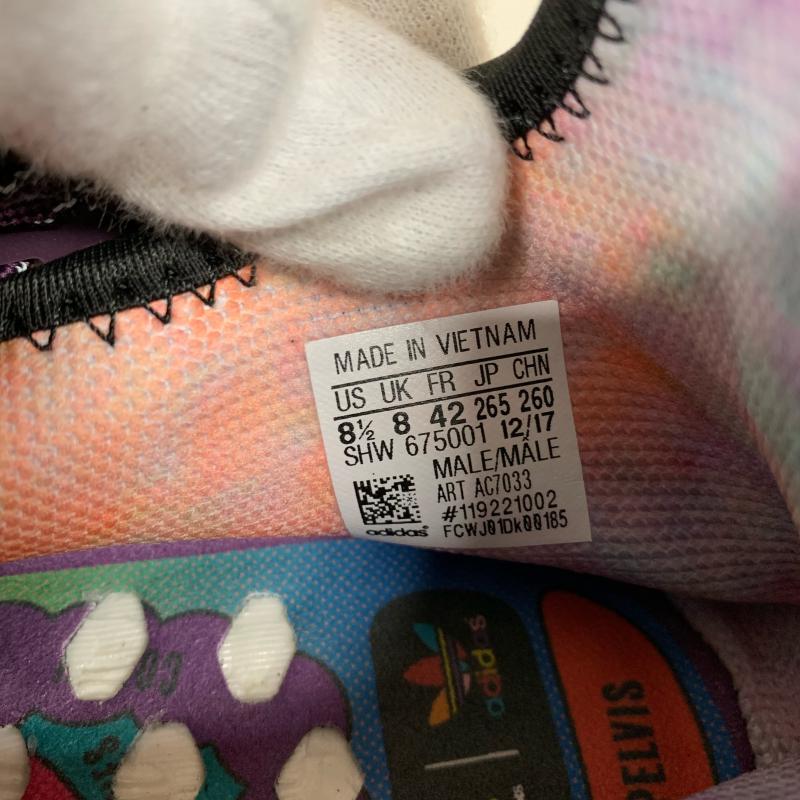 MADE IN VIETNAM
US UK FR JP CHN
8½ 8 42 265 260
SHW 675001 12/17
MALE/MÂLE
ART AC7033
#119221002
FCWJ01Dk00185
adidas
adidas
PELVIS